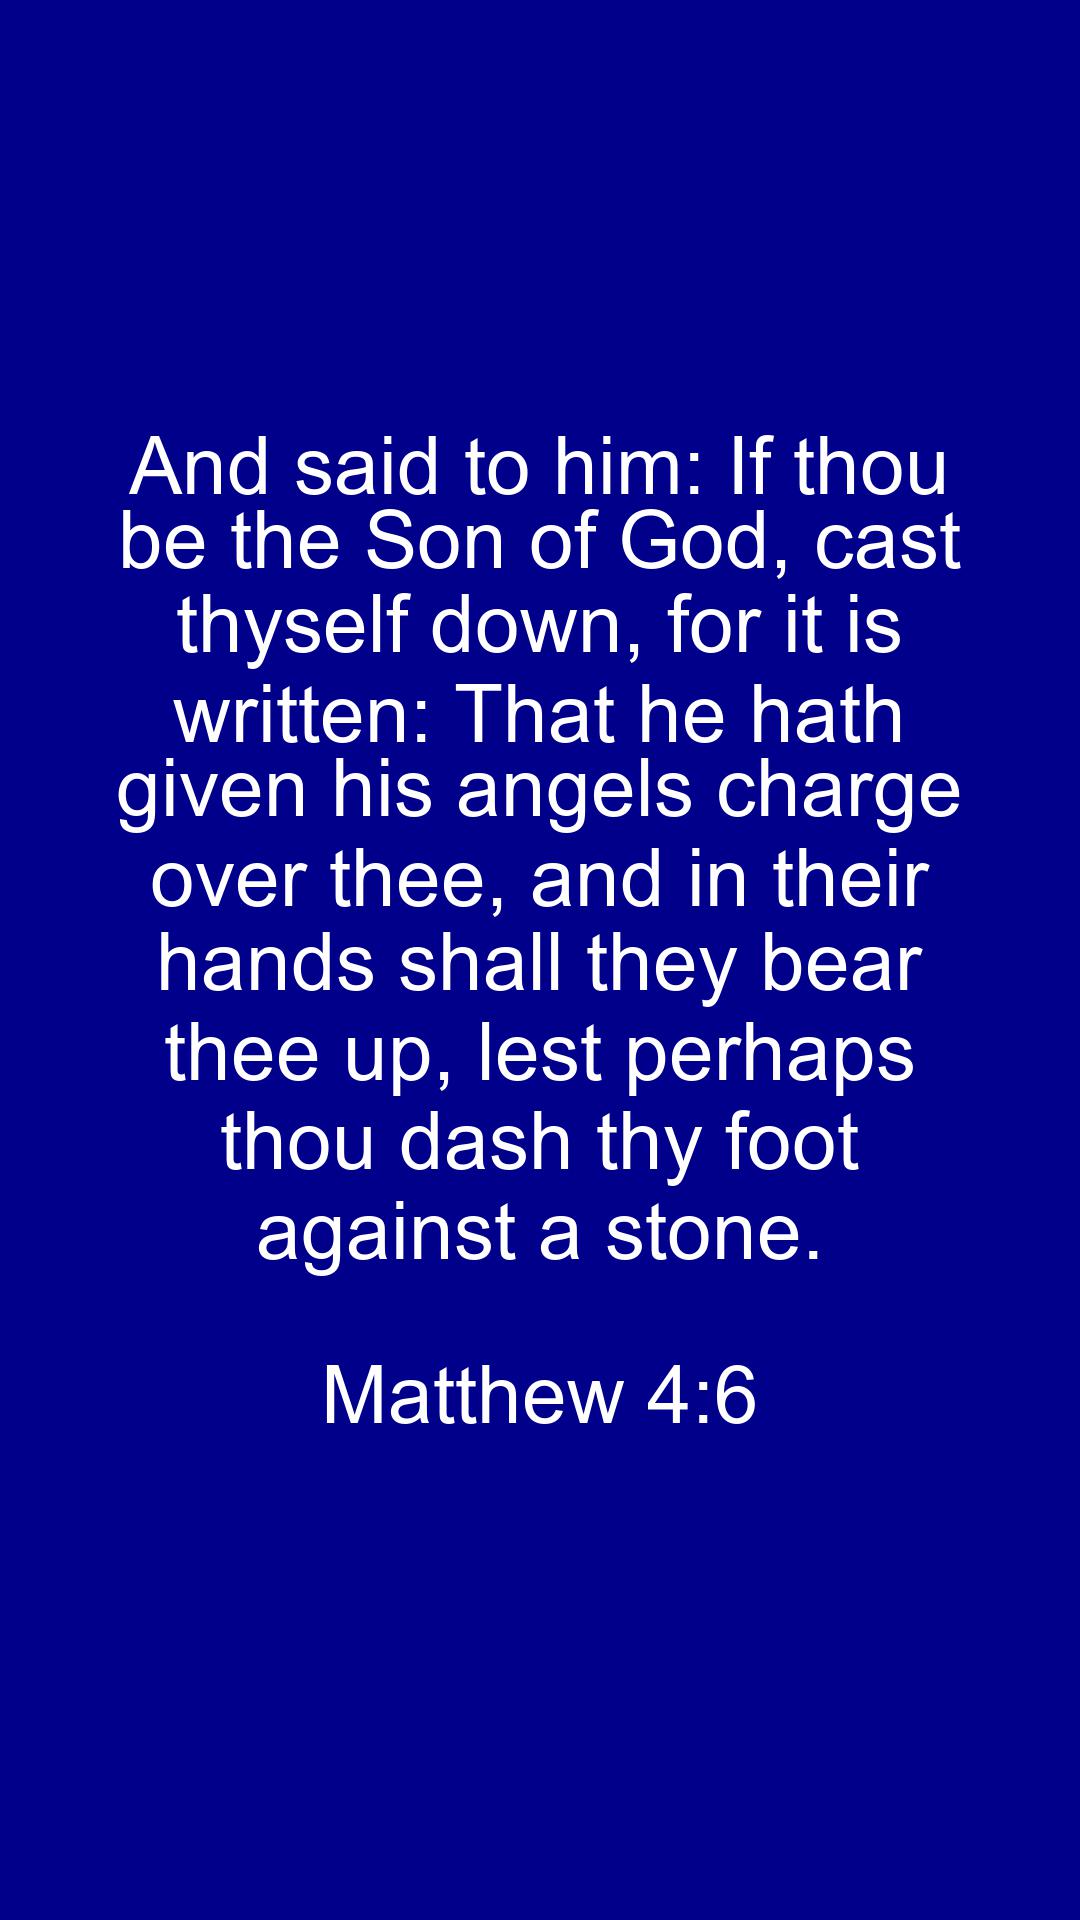 And said to him: If thou
be the Son of God, cast
thyself down, for it is
written: That he hath
given his angels charge
over thee, and in their
hands shall they bear
thee up, lest perhaps
thou dash thy foot
against a stone.
Matthew 4:6